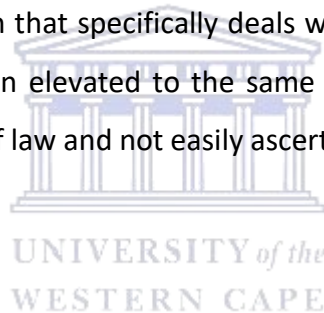 n that specifically deals w
n elevated to the same
f law and not easily ascert
UNIVERSITY of the
WESTERN CAPE